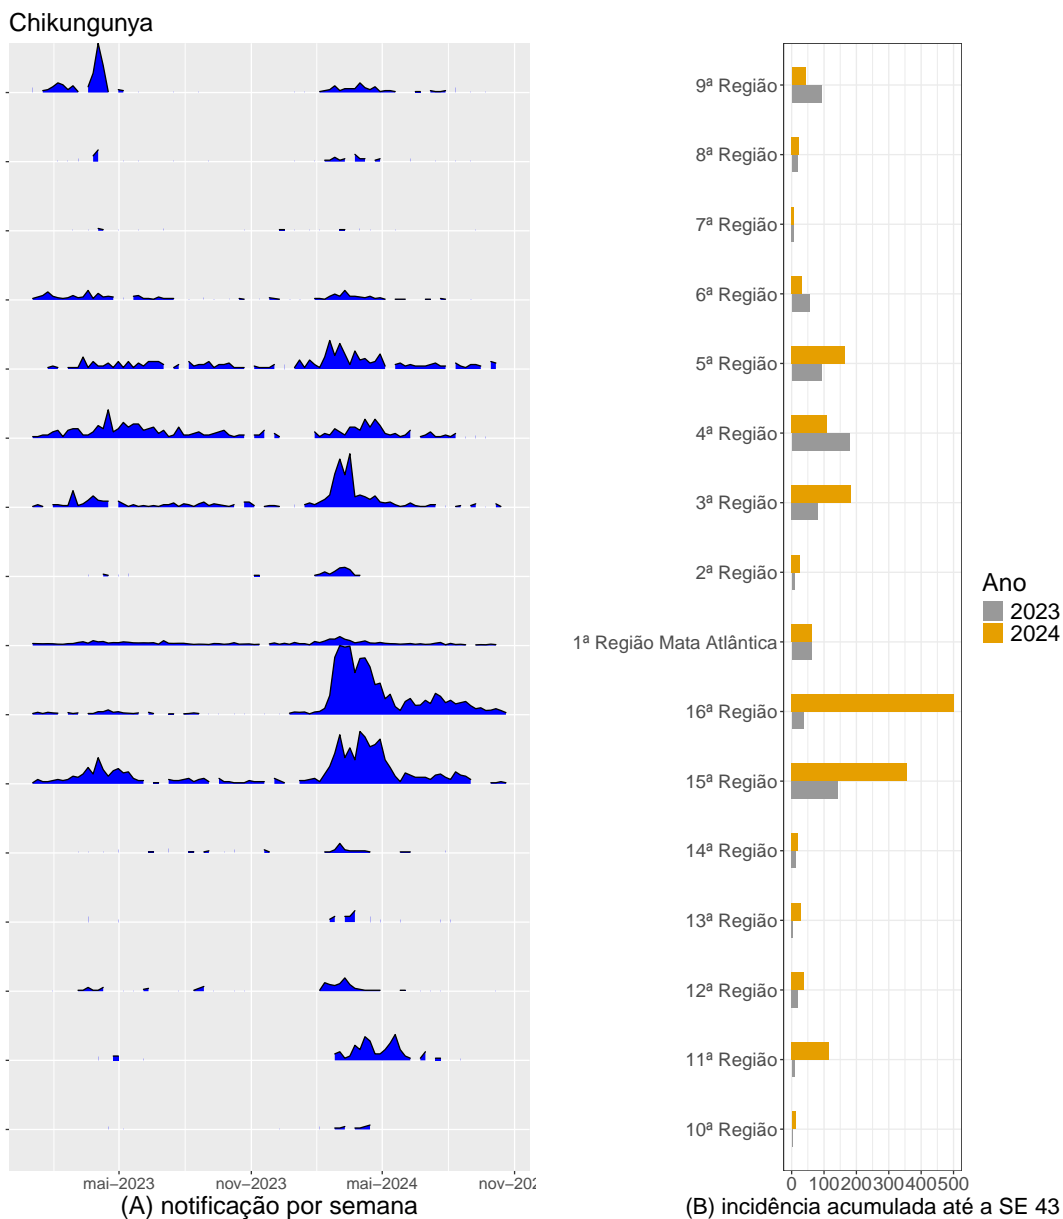 Chikungunya
9ª Região
8ª Região
7ª Região
6ª Região
5ª Região
4ª Região
3ª Região
2ª Região
1ª Região Mata Atlântica
16ª Região
15ª Região
14ª Região
13ª Região
12ª Região
11ª Região
10ª Região
Ano
2023
2024
mai–2023 nov–2023 mai–2024 nov–202
0 100 200 300 400 500
(A) notificação por semana
(B) incidência acumulada até a SE 43